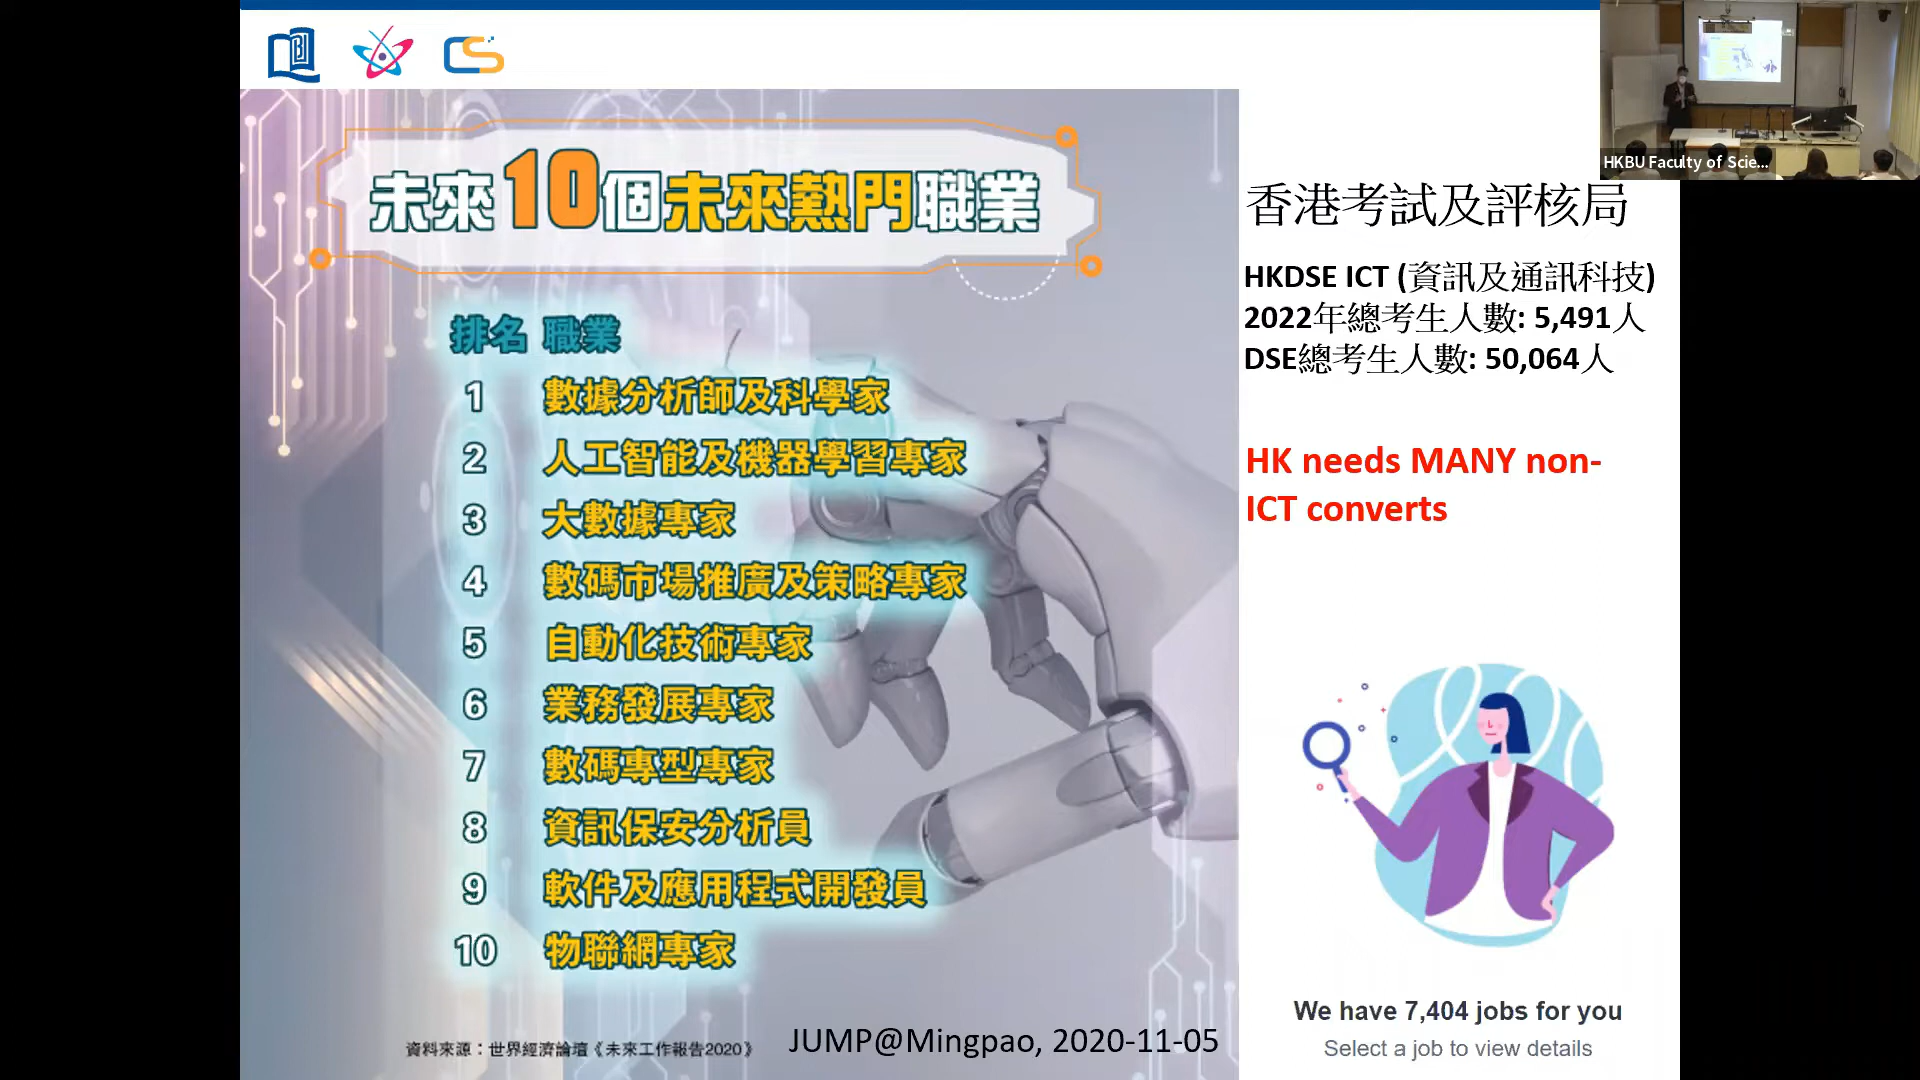 未來10個未來熱門職業
排名 職業
1 數據分析師及科學家
2 人工智能及機器學習專家
3 大數據專家
4 數碼市場推廣及策略專家
5 自動化技術專家
6 業務發展專家
7 數碼專型專家
8 資訊保安分析員
9 軟件及應用程式開發員
10 物聯網專家
資料來源：世界經濟論壇《未來工作報告2020》
JUMP@Mingpao, 2020-11-05
HKBU Faculty of Scie...
香港考試及評核局
HKDSE ICT (資訊及通訊科技)
2022年總考生人數: 5,491人
DSE總考生人數: 50,064人
HK needs MANY non-
ICT converts
We have 7,404 jobs for you
Select a job to view details